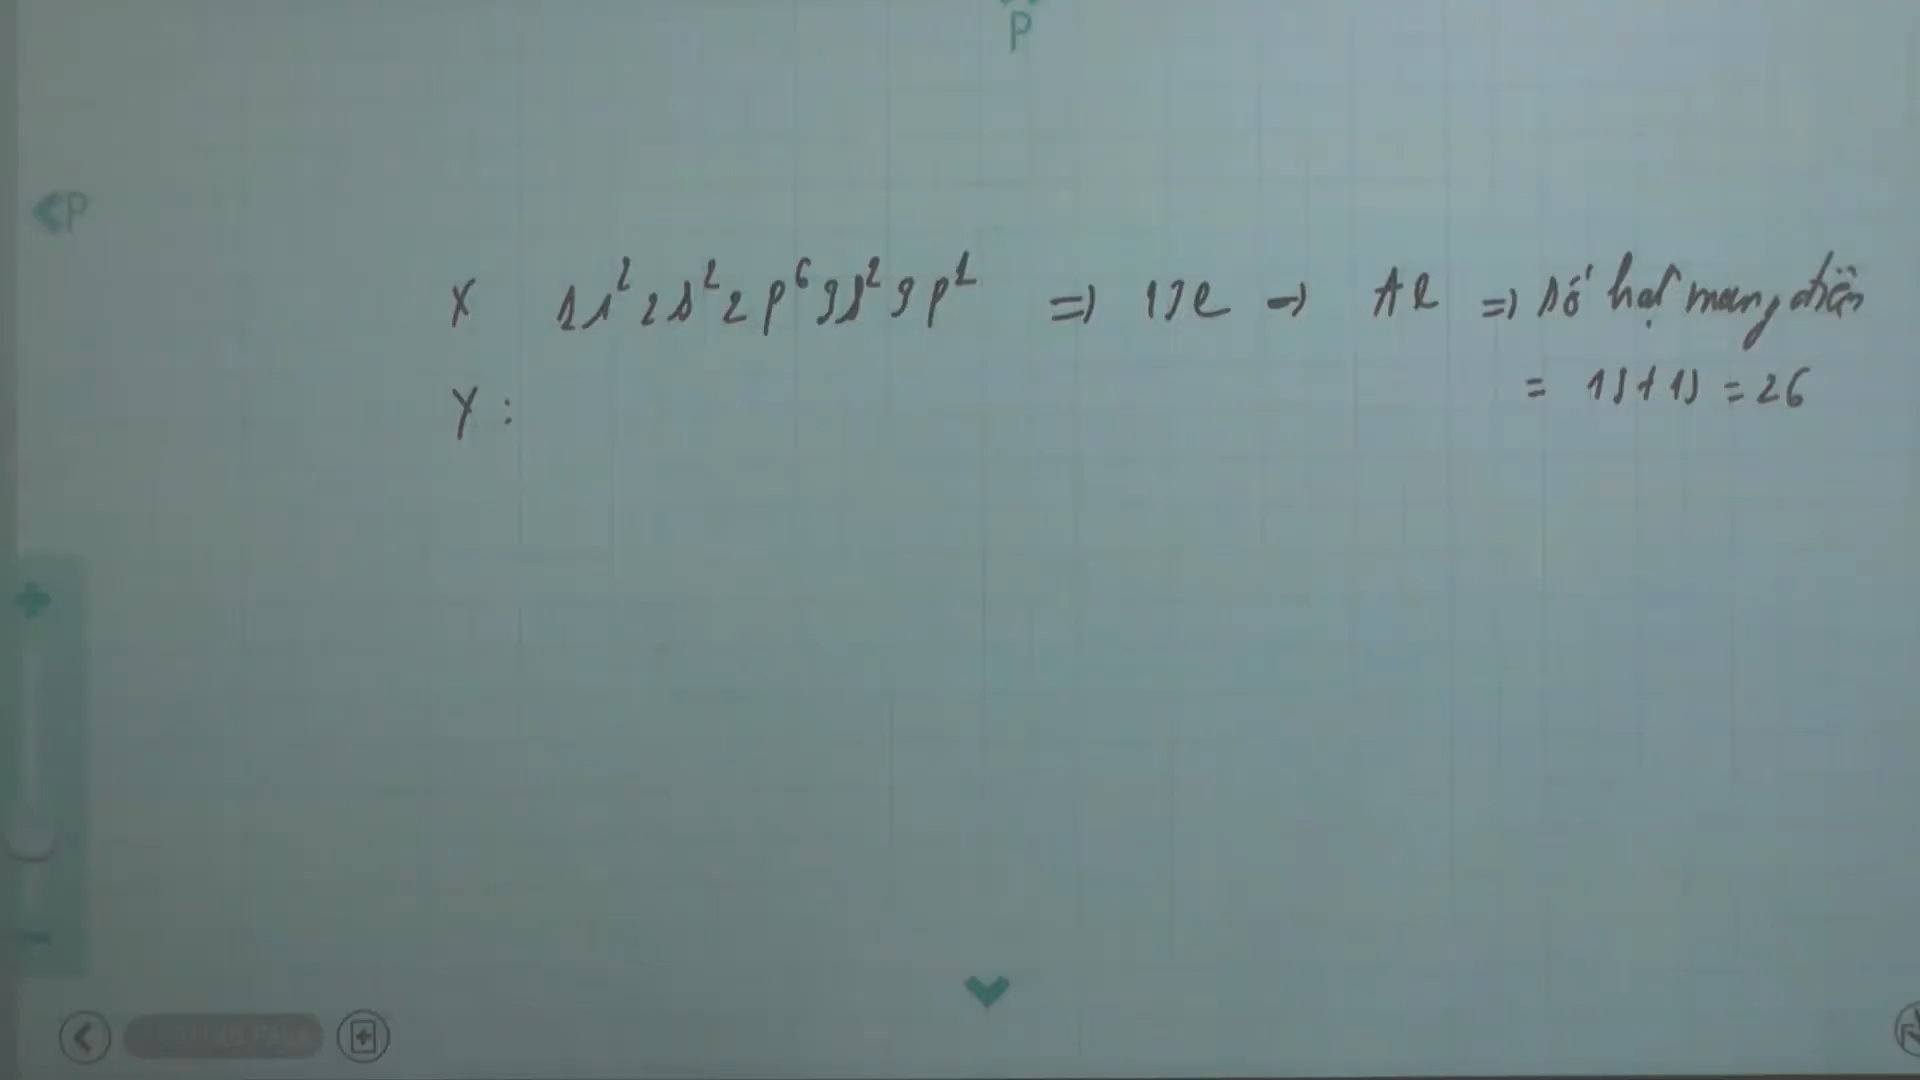 P
P
X 1s²2s²2p⁶3s²3p¹ => 13e → Al => số hạt mang điện
= 13+13 = 26
Y :